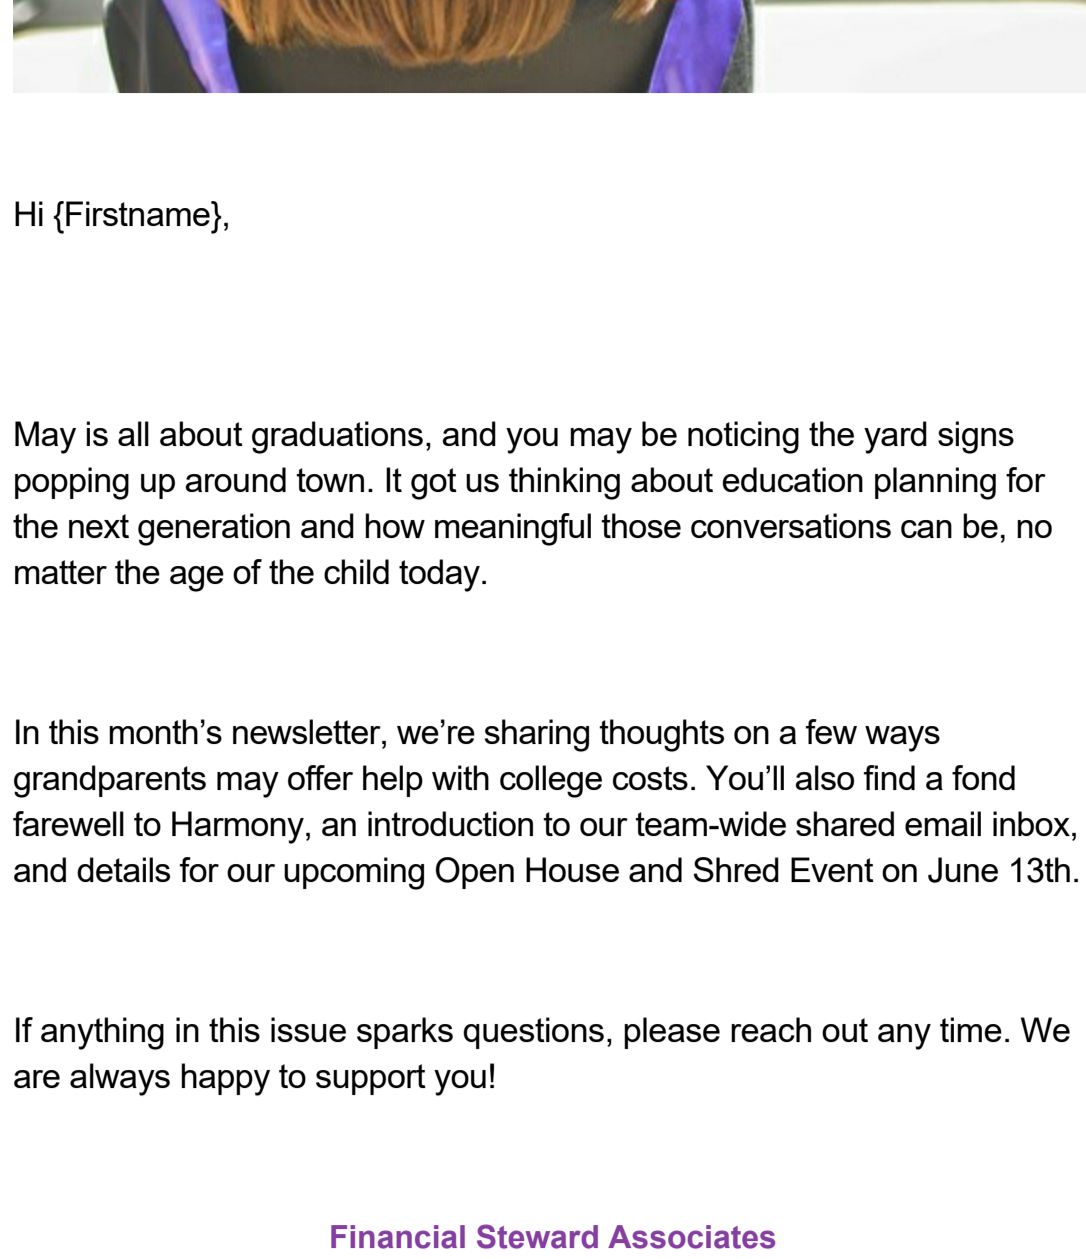 Hi {Firstname},
May is all about graduations, and you may be noticing the yard signs
popping up around town. It got us thinking about education planning for
the next generation and how meaningful those conversations can be, no
matter the age of the child today.
In this month’s newsletter, we’re sharing thoughts on a few ways
grandparents may offer help with college costs. You’ll also find a fond
farewell to Harmony, an introduction to our team-wide shared email inbox,
and details for our upcoming Open House and Shred Event on June 13th.
If anything in this issue sparks questions, please reach out any time. We
are always happy to support you!
Financial Steward Associates